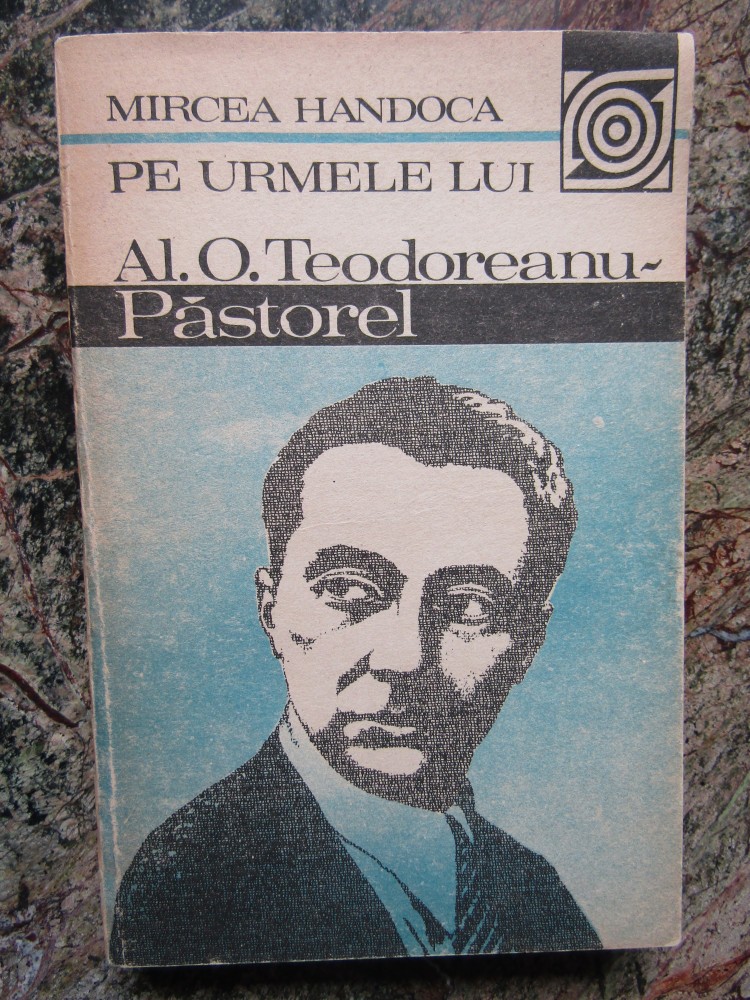 MIRCEA HANDOCA
PE URMELE LUI
Al. O. Teodoreanu-
Păstorel